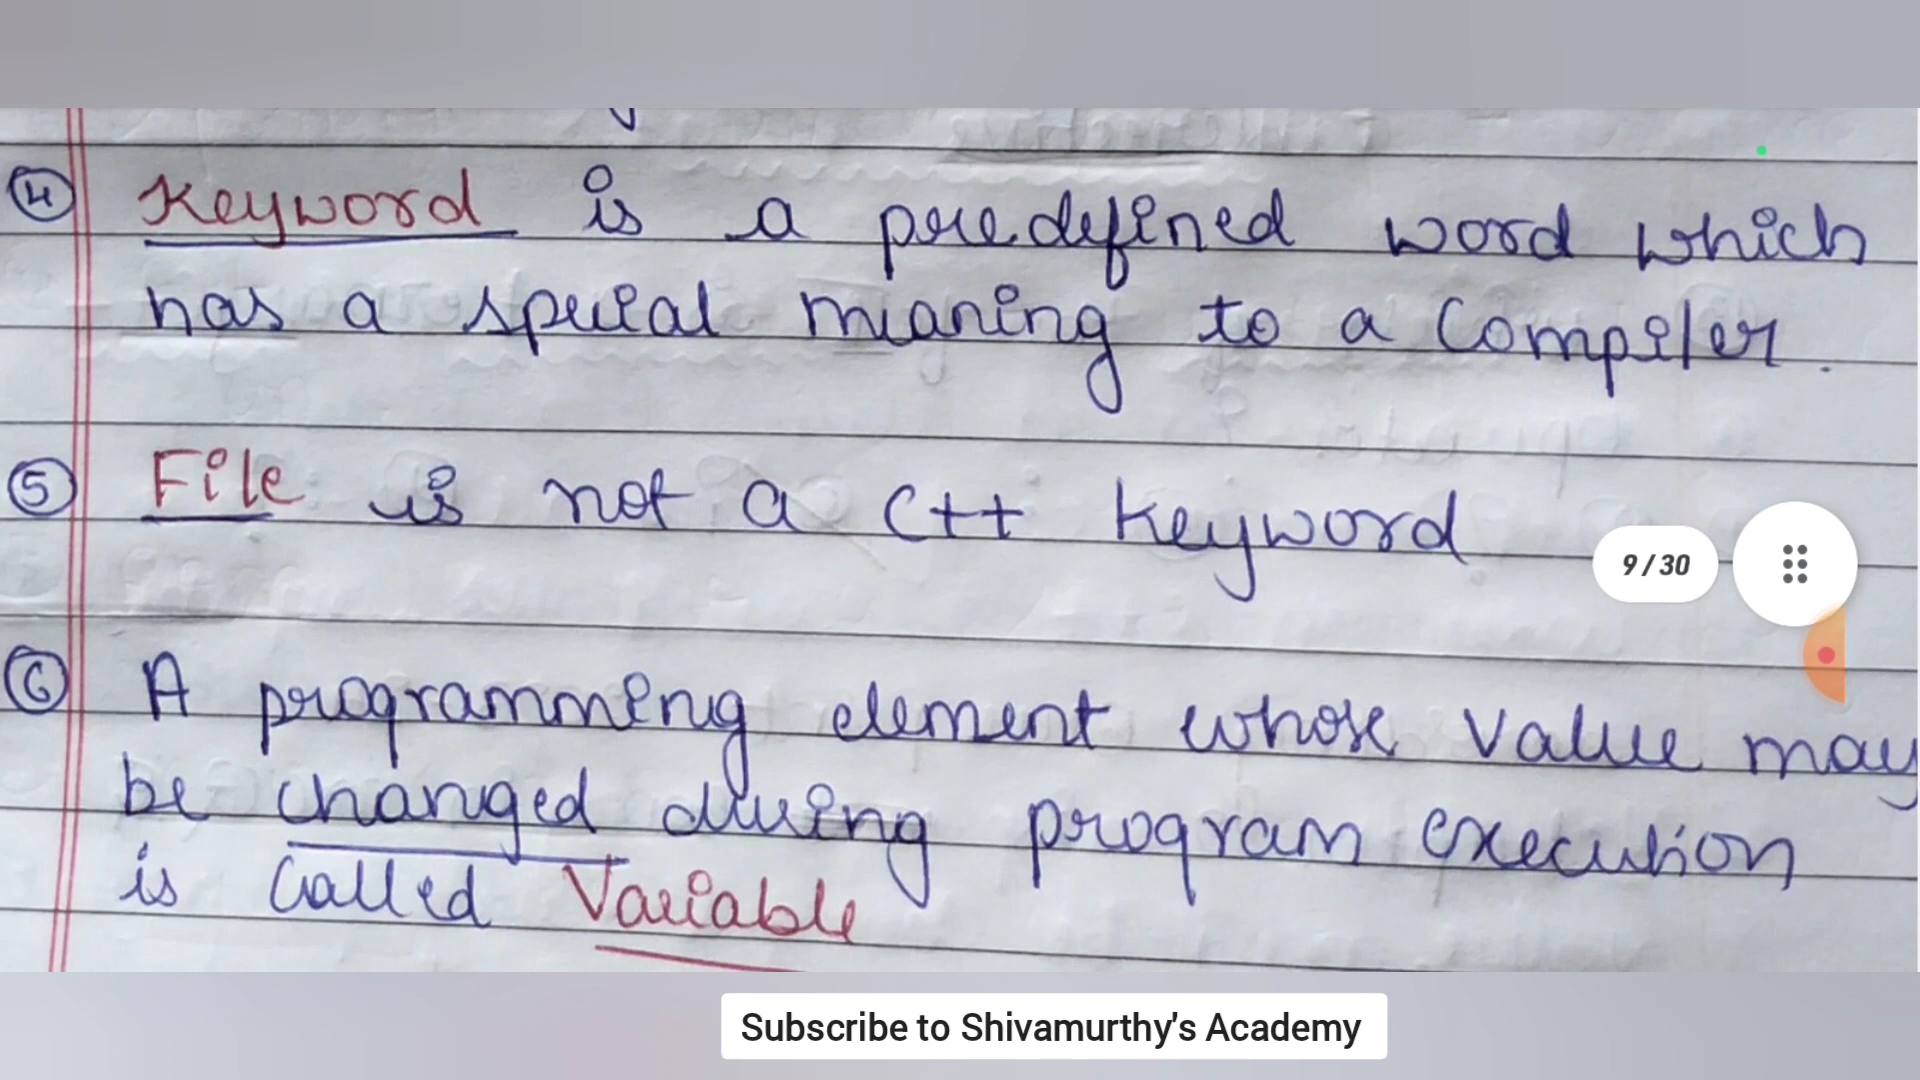 4 Keyword is a predefined word which
has a special meaning to a Compiler.
5 File is not a C++ keyword
9/30
6 A programming element whose value may
be changed during program execution
is called Variable
Subscribe to Shivamurthy's Academy